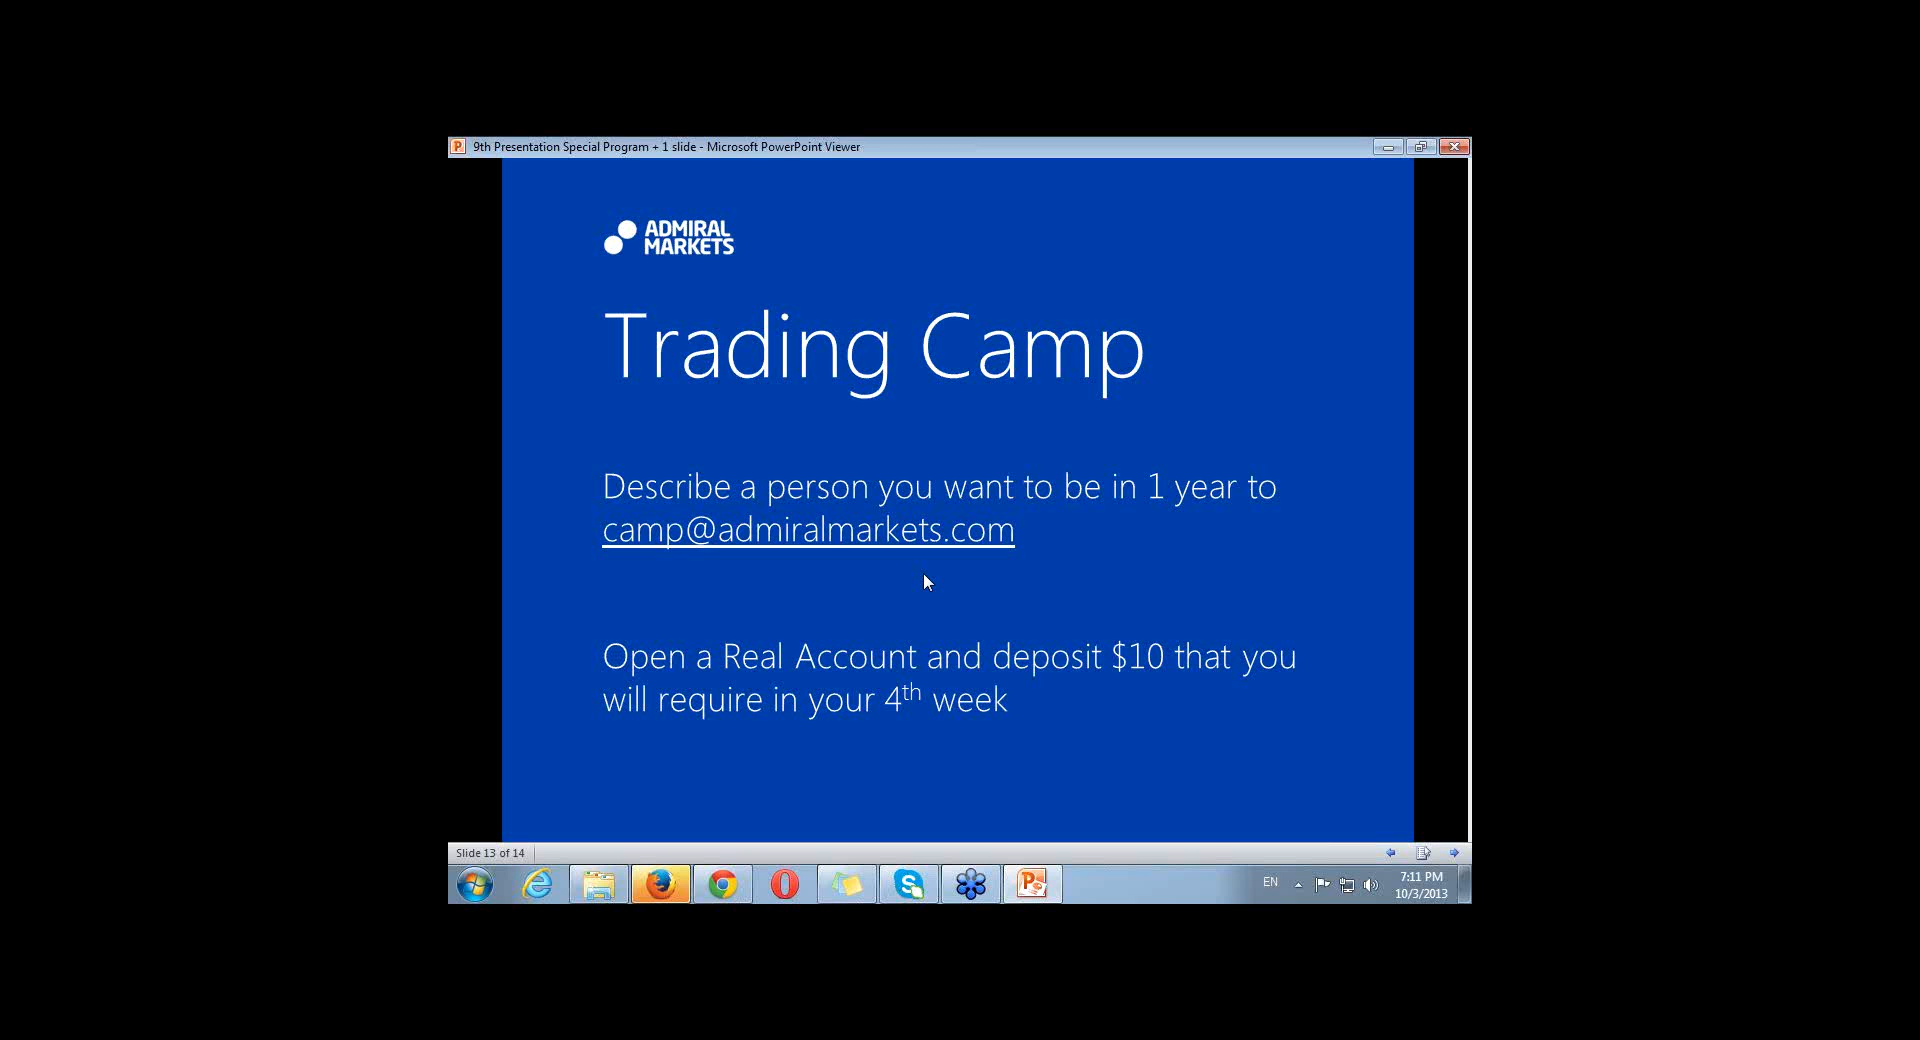 9th Presentation Special Program + 1 slide - Microsoft PowerPoint Viewer
ADMIRAL
MARKETS
Trading Camp
Describe a person you want to be in 1 year to
camp@admiralmarkets.com
Open a Real Account and deposit $10 that you
will require in your 4th week
Slide 13 of 14
EN
7:11 PM
10/3/2013